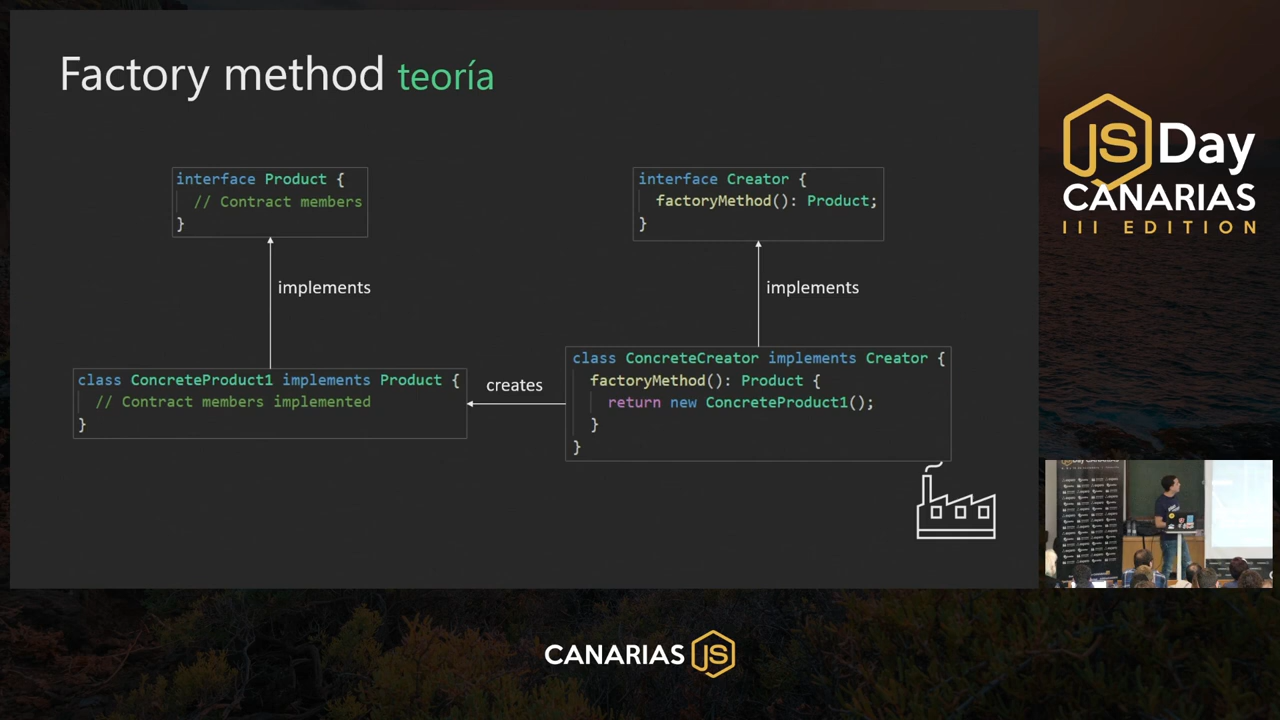 Factory method teoría
interface Product {
// Contract members
}
implements
class ConcreteProduct1 implements Product {
// Contract members implemented
}
creates
interface Creator {
factoryMethod(): Product;
}
implements
class ConcreteCreator implements Creator {
factoryMethod(): Product {
return new ConcreteProduct1();
}
}
JS Day
CANARIAS
III EDITION
CANARIAS JS